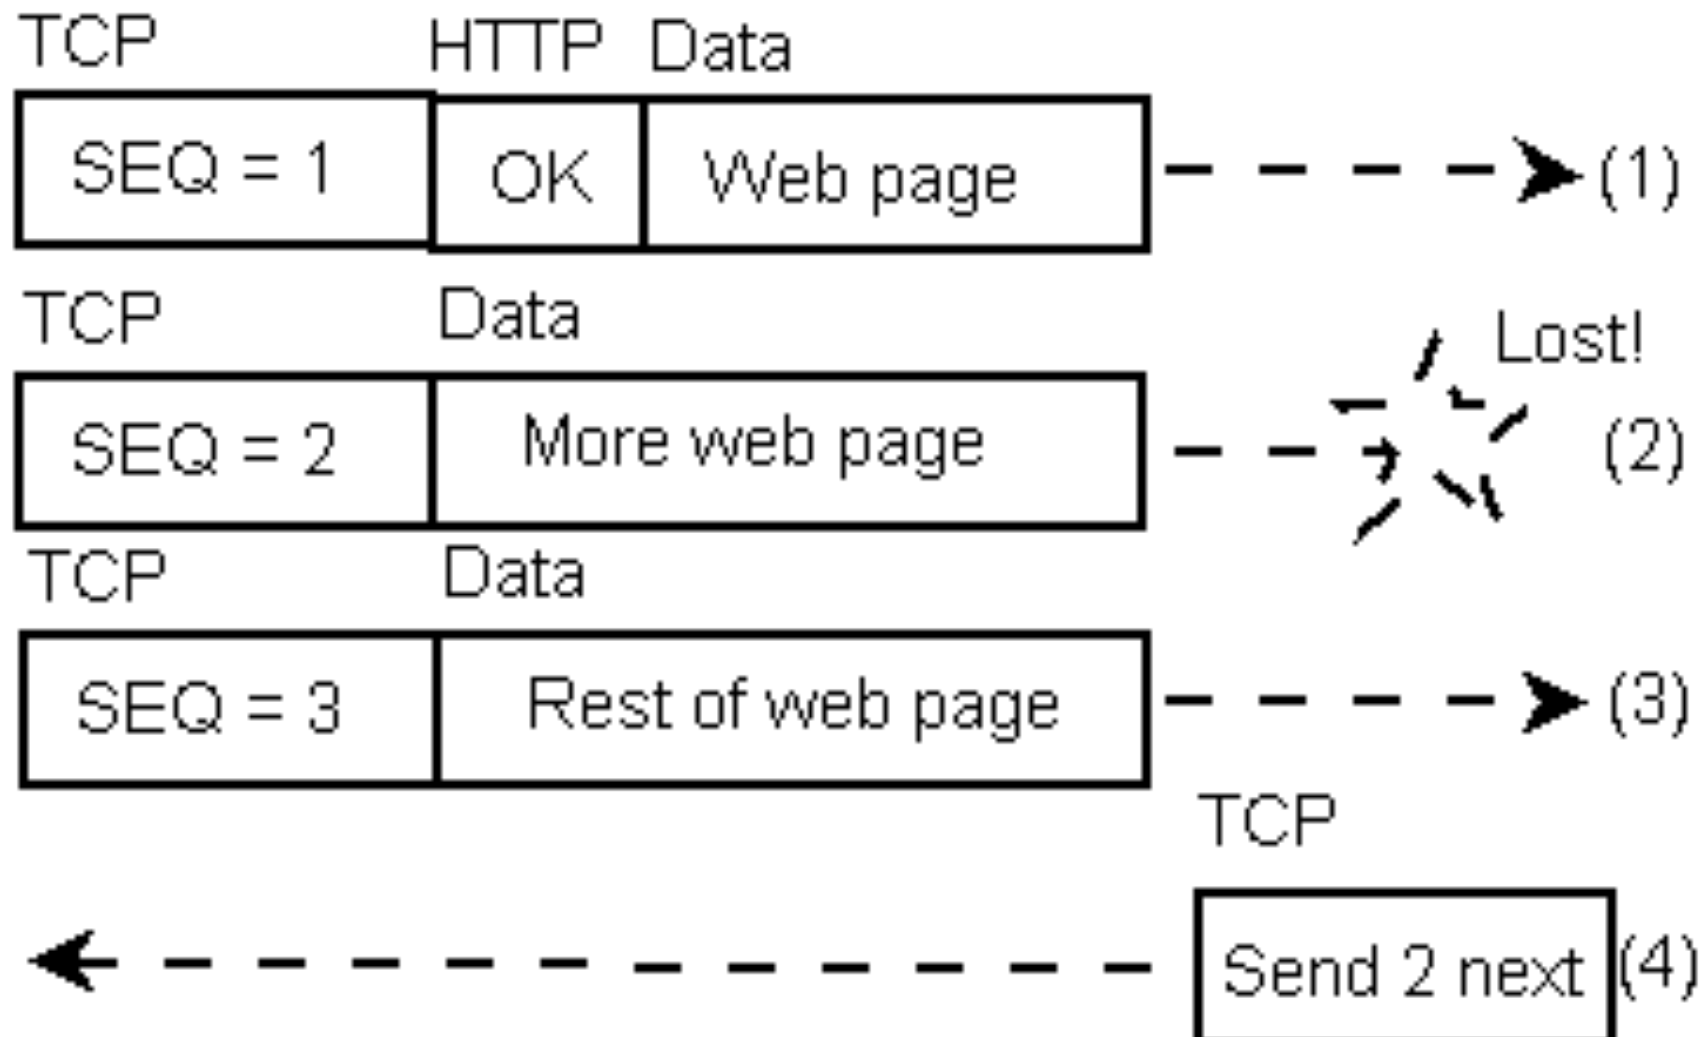 TCP HTTP Data
SEQ = 1 OK Web page (1)
TCP Data
Lost!
SEQ = 2 More web page (2)
TCP Data
SEQ = 3 Rest of web page (3)
TCP
Send 2 next (4)